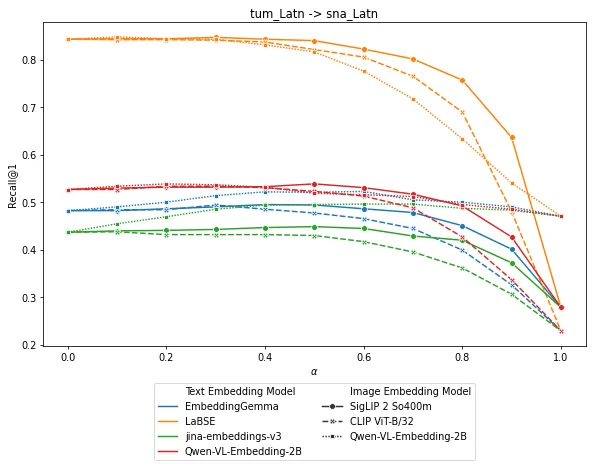 tum_Latn -> sna_Latn
Recall@1
0.8
0.7
0.6
0.5
0.4
0.3
0.2
0.0 0.2 0.4 0.6 0.8 1.0
α
Text Embedding Model Image Embedding Model
EmbeddingGemma SigLIP 2 So400m
LaBSE CLIP ViT-B/32
jina-embeddings-v3 Qwen-VL-Embedding-2B
Qwen-VL-Embedding-2B